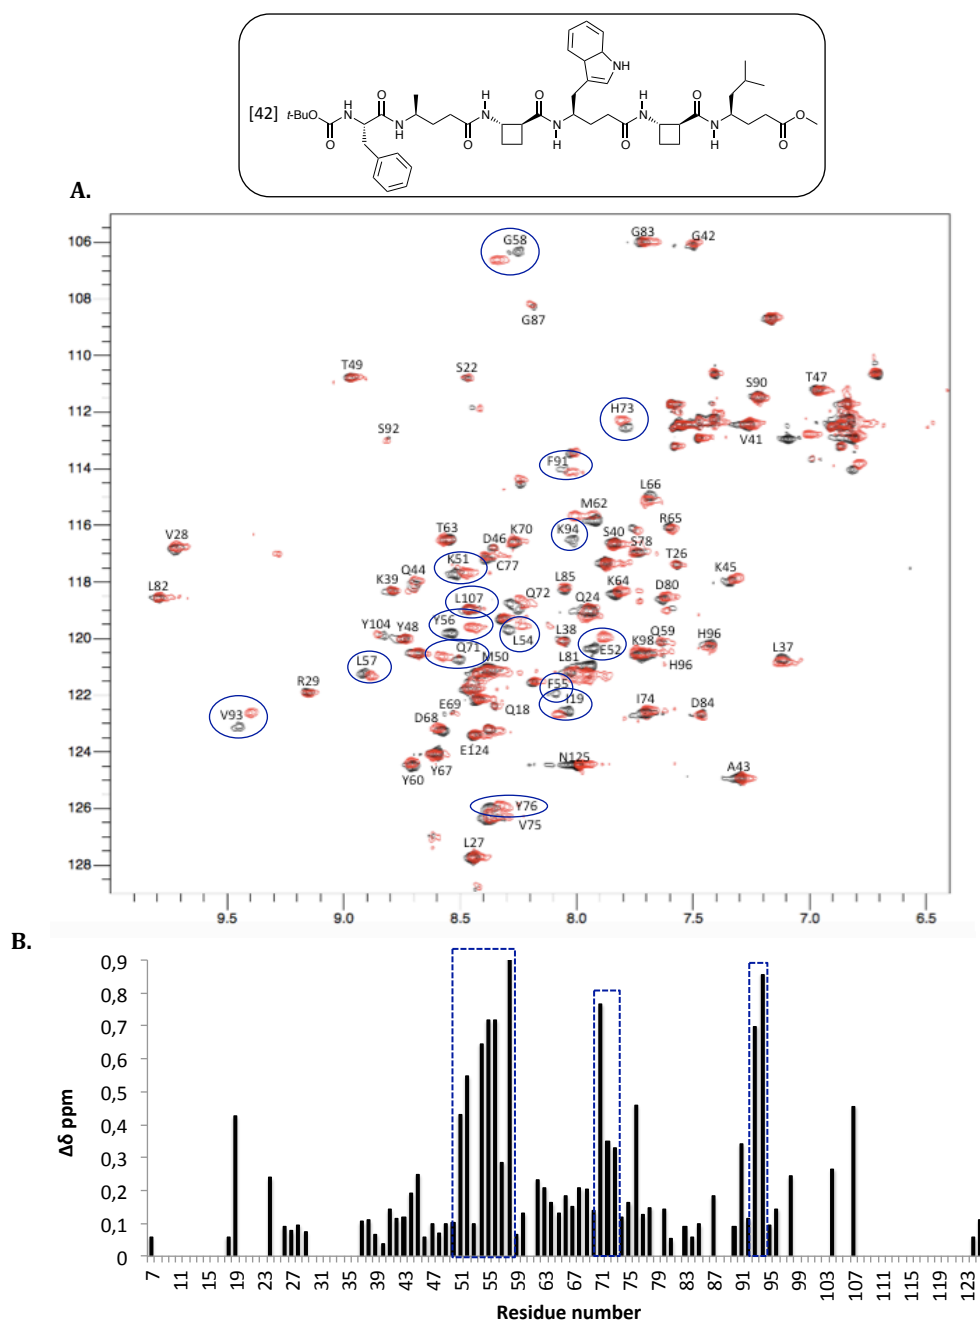 [42]
t-BuO
H
N
O
O
N
H
O
H
N
O
N
H
NH
O
H
N
O
N
H
O
O
A.
106
108
110
112
114
116
118
120
122
124
126
128
G58
G83
G42
G87
T49
S22
T47
S90
S92
H73
V41
F91
L66
M62
V28
T63
K70
K94
R65
D46
S40
S78
C77
K51
T26
Q44
K45
L82
K39
L85
K64
D80
Q72
Q24
L107
Y56
Y104
Y48
L54
L38
Q59
H96
Q71
E52
K98
L57
M50
L81
H96
L37
R29
F55
I19
V93
E69
Q18
I74
D84
D68
E124
Y60
Y67
N125
A43
Y76
V75
L27
9.5
9.0
8.5
8.0
7.5
7.0
6.5
B.
0,9
0,8
0,7
0,6
0,5
0,4
0,3
0,2
0,1
0
Δδ ppm
7 11 15 19 23 27 31 35 39 43 47 51 55 59 63 67 71 75 79 83 87 91 95 99 103 107 111 115 119 123
Residue number